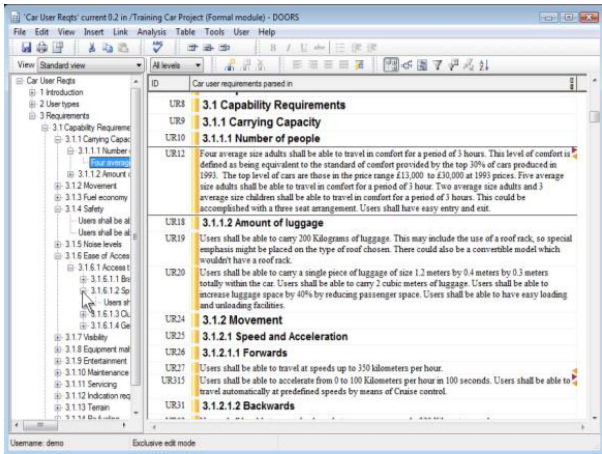 'Car User Reqts' current 0.2 in /Training Car Project (Formal module) - DOORS
File Edit View Insert Link Analysis Table Tools User Help
View Standard view All levels
Car User Reqts
1 Introduction
2 User types
3 Requirements
3.1 Capability Requireme
3.1.1 Carrying Capac
3.1.1.1 Number
Four average
3.1.1.2 Amount
3.1.2 Movement
3.1.3 Fuel economy
3.1.4 Safety
Users shall be al
Users shall be al
3.1.5 Noise levels
3.1.6 Ease of Acces
3.1.6.1 Access t
3.1.6.1.1 Bra
3.1.6.1.2 Sp
Users sh
3.1.6.1.3 Ou
3.1.6.1.4 Ge
3.1.7 Visibility
3.1.8 Equipment mai
3.1.9 Entertainment
3.1.10 Maintenance
3.1.11 Servicing
3.1.12 Indication req
3.1.13 Terrain
ID Car user requirements parsed in
UR8 3.1 Capability Requirements
UR9 3.1.1 Carrying Capacity
UR10 3.1.1.1 Number of people
UR12 Four average size adults shall be able to travel in comfort for a period of 3 hours. This level of comfort is
defined as being equivalent to the standard of comfort provided by the top 30% of cars produced in
1993. The top level of cars are those in the price range £13,000 to £30,000 at 1993 prices. Five average
size adults shall be able to travel in comfort for a period of 3 hour. Two average size adults and 3
average size children shall be able to travel in comfort for a period of 3 hours. This could be
accomplished with a three seat arrangement. Users shall have easy entry and exit.
UR18 3.1.1.2 Amount of luggage
UR19 Users shall be able to carry 200 Kilograms of luggage. This may include the use of a roof rack, so special
emphasis might be placed on the type of roof chosen. There could also be a convertible model which
wouldn't have a roof rack.
UR20 Users shall be able to carry a single piece of luggage of size 1.2 meters by 0.4 meters by 0.3 meters
totally within the car. Users shall be able to carry 2 cubic meters of luggage. Users shall be able to
increase luggage space by 40% by reducing passenger space. Users shall be able to have easy loading
and unloading facilities.
UR24 3.1.2 Movement
UR25 3.1.2.1 Speed and Acceleration
UR26 3.1.2.1.1 Forwards
UR27 Users shall be able to travel at speeds up to 350 kilometers per hour.
UR315 Users shall be able to accelerate from 0 to 100 Kilometers per hour in 100 seconds. Users shall be able to
travel automatically at predefined speeds by means of Cruise control.
UR31 3.1.2.1.2 Backwards
Username: demo Exclusive edit mode